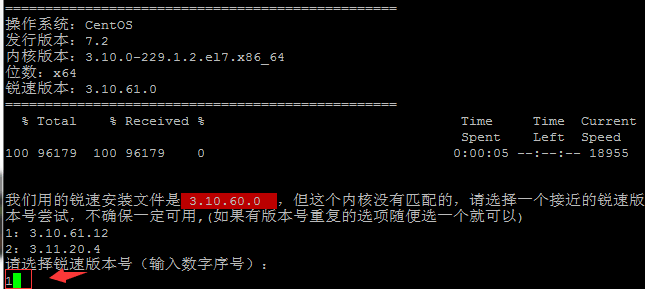 =================================================
操作系统: CentOS
发行版本: 7.2
内核版本: 3.10.0-229.1.2.el7.x86_64
位数: x64
锐速版本: 3.10.61.0
=================================================
% Total % Received % Time Time Current
Spent Left Speed
100 96179 100 96179 0 0:00:05 --:--:-- 18955
我们用的锐速安装文件是 3.10.60.0 ，但这个内核没有匹配的，请选择一个接近的锐速版
本号尝试，不确保一定可用,(如果有版本号重复的选项随便选一个就可以)
1: 3.10.61.12
2: 3.11.20.4
请选择锐速版本号（输入数字序号）:
1